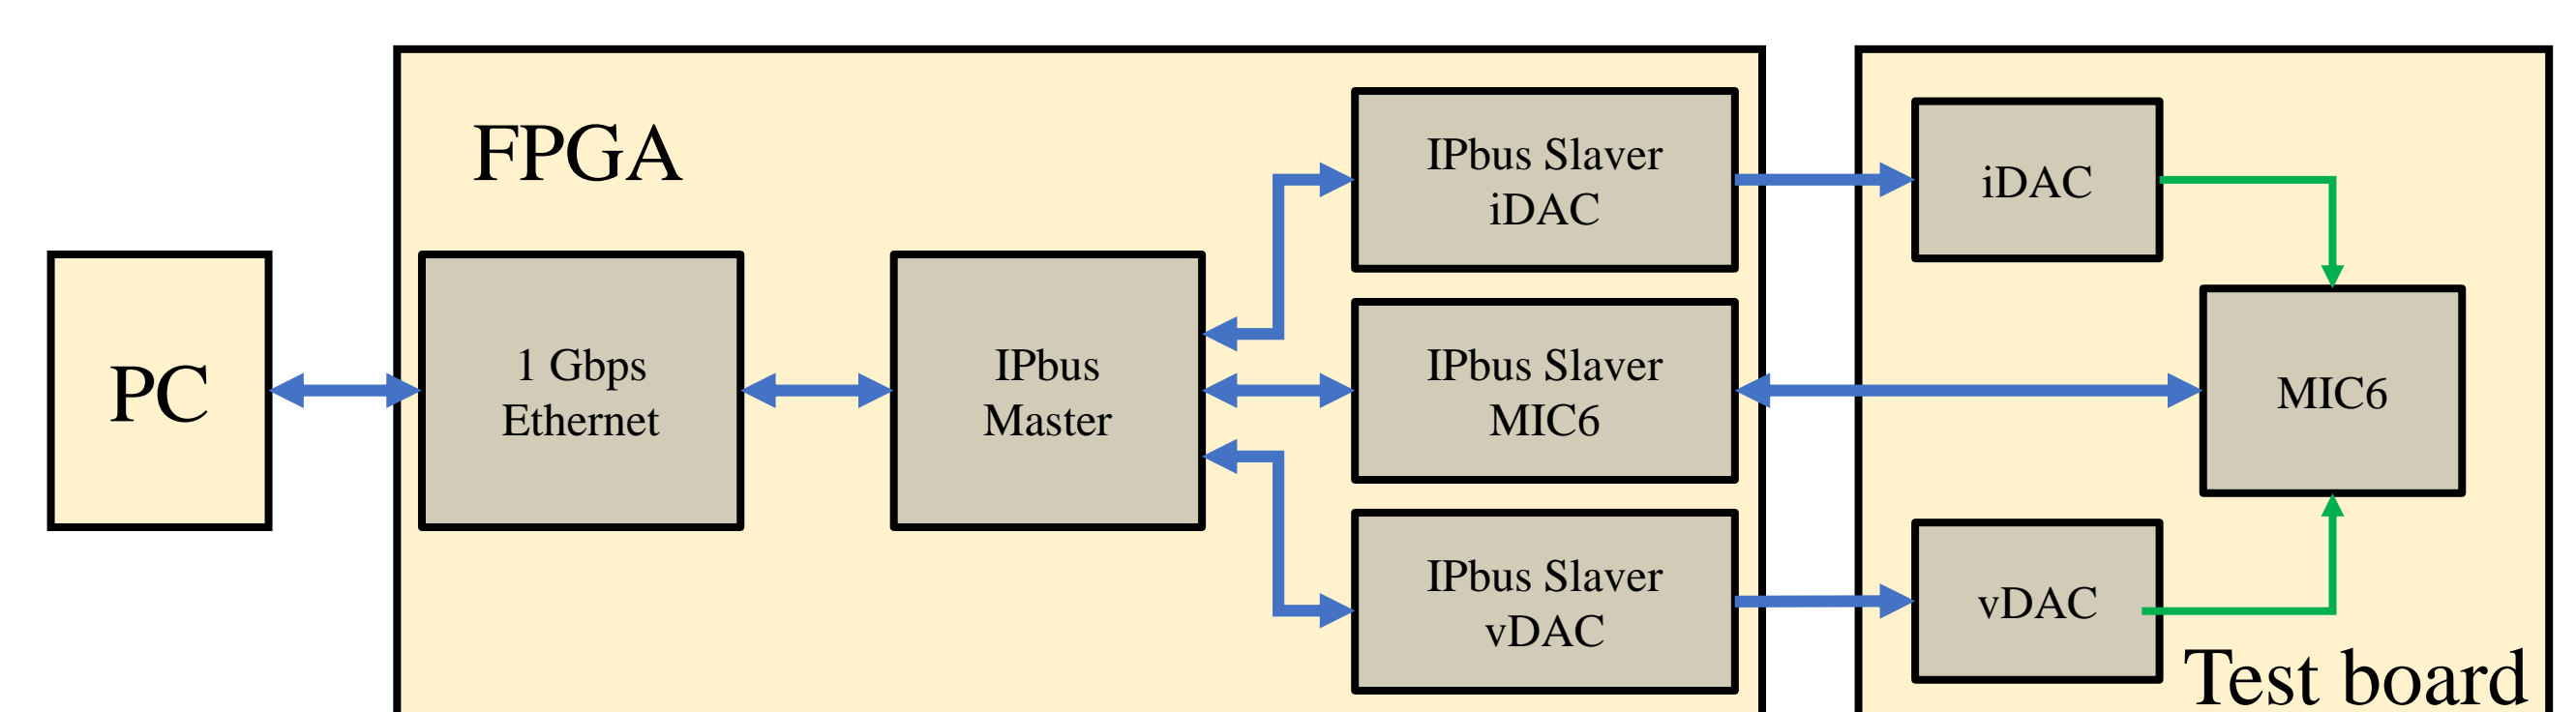 FPGA
PC
1 Gbps
Ethernet
IPbus
Master
IPbus Slaver
iDAC
IPbus Slaver
MIC6
IPbus Slaver
vDAC
iDAC
MIC6
vDAC
Test board